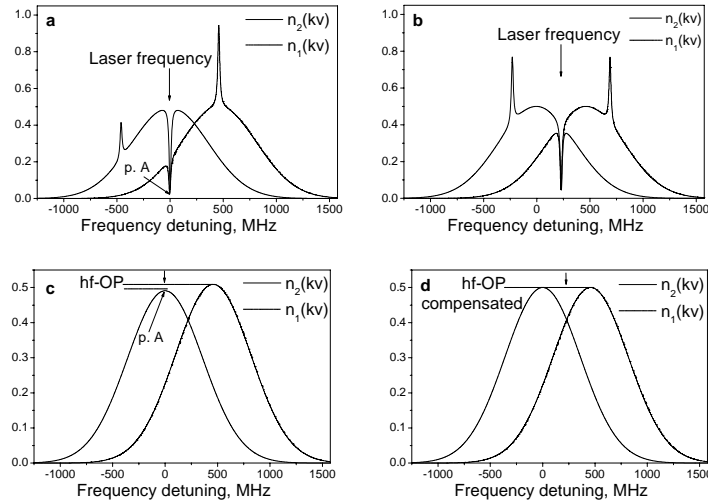 a
n2(kv)
n1(kv)
Laser frequency
p. A
1.0
0.8
0.6
0.4
0.2
0.0
-1000 -500 0 500 1000 1500
Frequency detuning, MHz
b
n2(kv)
n1(kv)
Laser frequency
1.0
0.8
0.6
0.4
0.2
0.0
-1000 -500 0 500 1000 1500
Frequency detuning, MHz
c
hf-OP
n2(kv)
n1(kv)
p. A
0.5
0.4
0.3
0.2
0.1
0.0
-1000 -500 0 500 1000 1500
Frequency detuning, MHz
d
hf-OP
compensated
n2(kv)
n1(kv)
0.5
0.4
0.3
0.2
0.1
0.0
-1000 -500 0 500 1000 1500
Frequency detuning, MHz